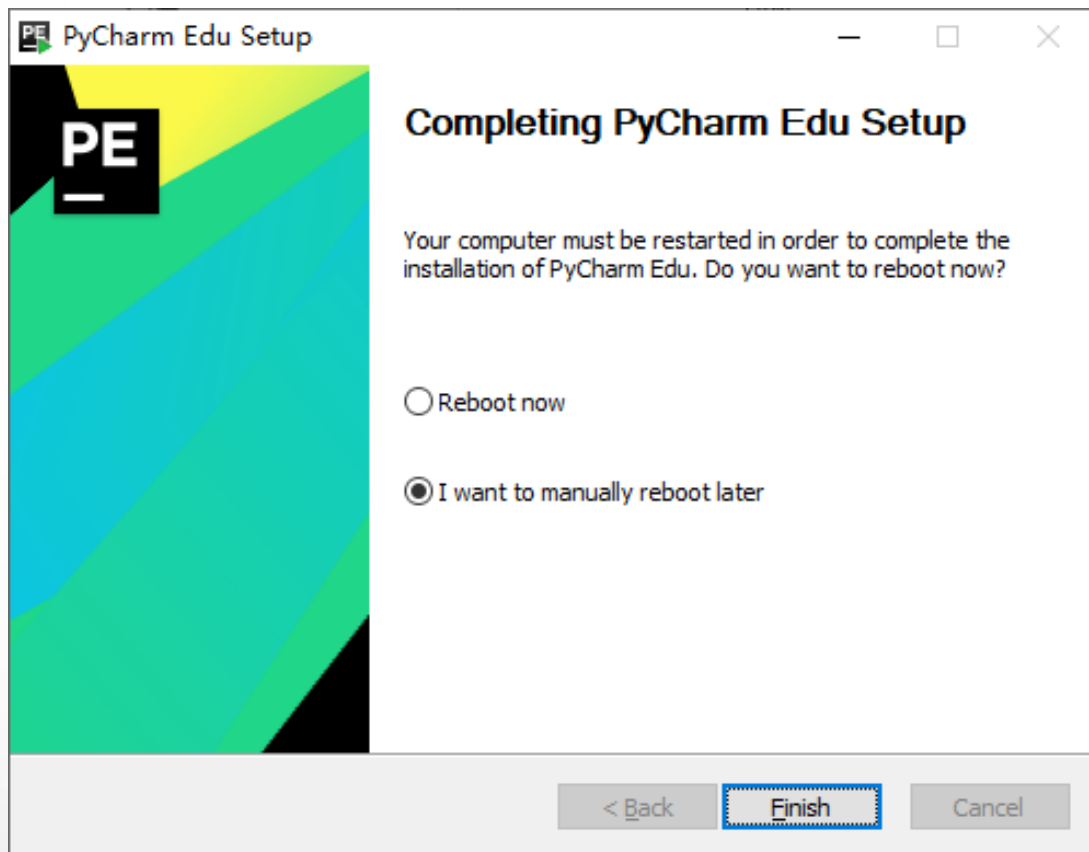 PyCharm Edu Setup
PE
Completing PyCharm Edu Setup
Your computer must be restarted in order to complete the
installation of PyCharm Edu. Do you want to reboot now?
Reboot now
I want to manually reboot later
< Back
Finish
Cancel